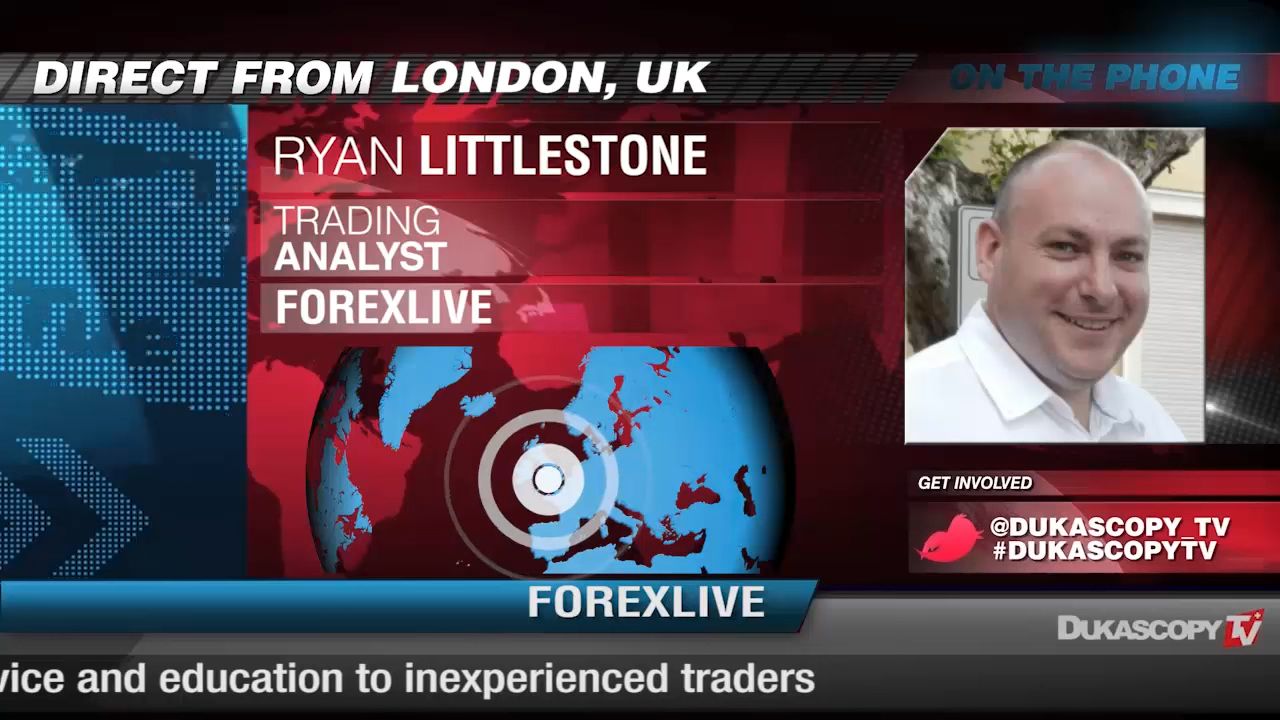 DIRECT FROM LONDON, UK
ON THE PHONE
RYAN LITTLESTONE
TRADING
ANALYST
FOREXLIVE
GET INVOLVED
@DUKASCOPY_TV
#DUKASCOPYTV
FOREXLIVE
DUKASCOPY TV
vice and education to inexperienced traders